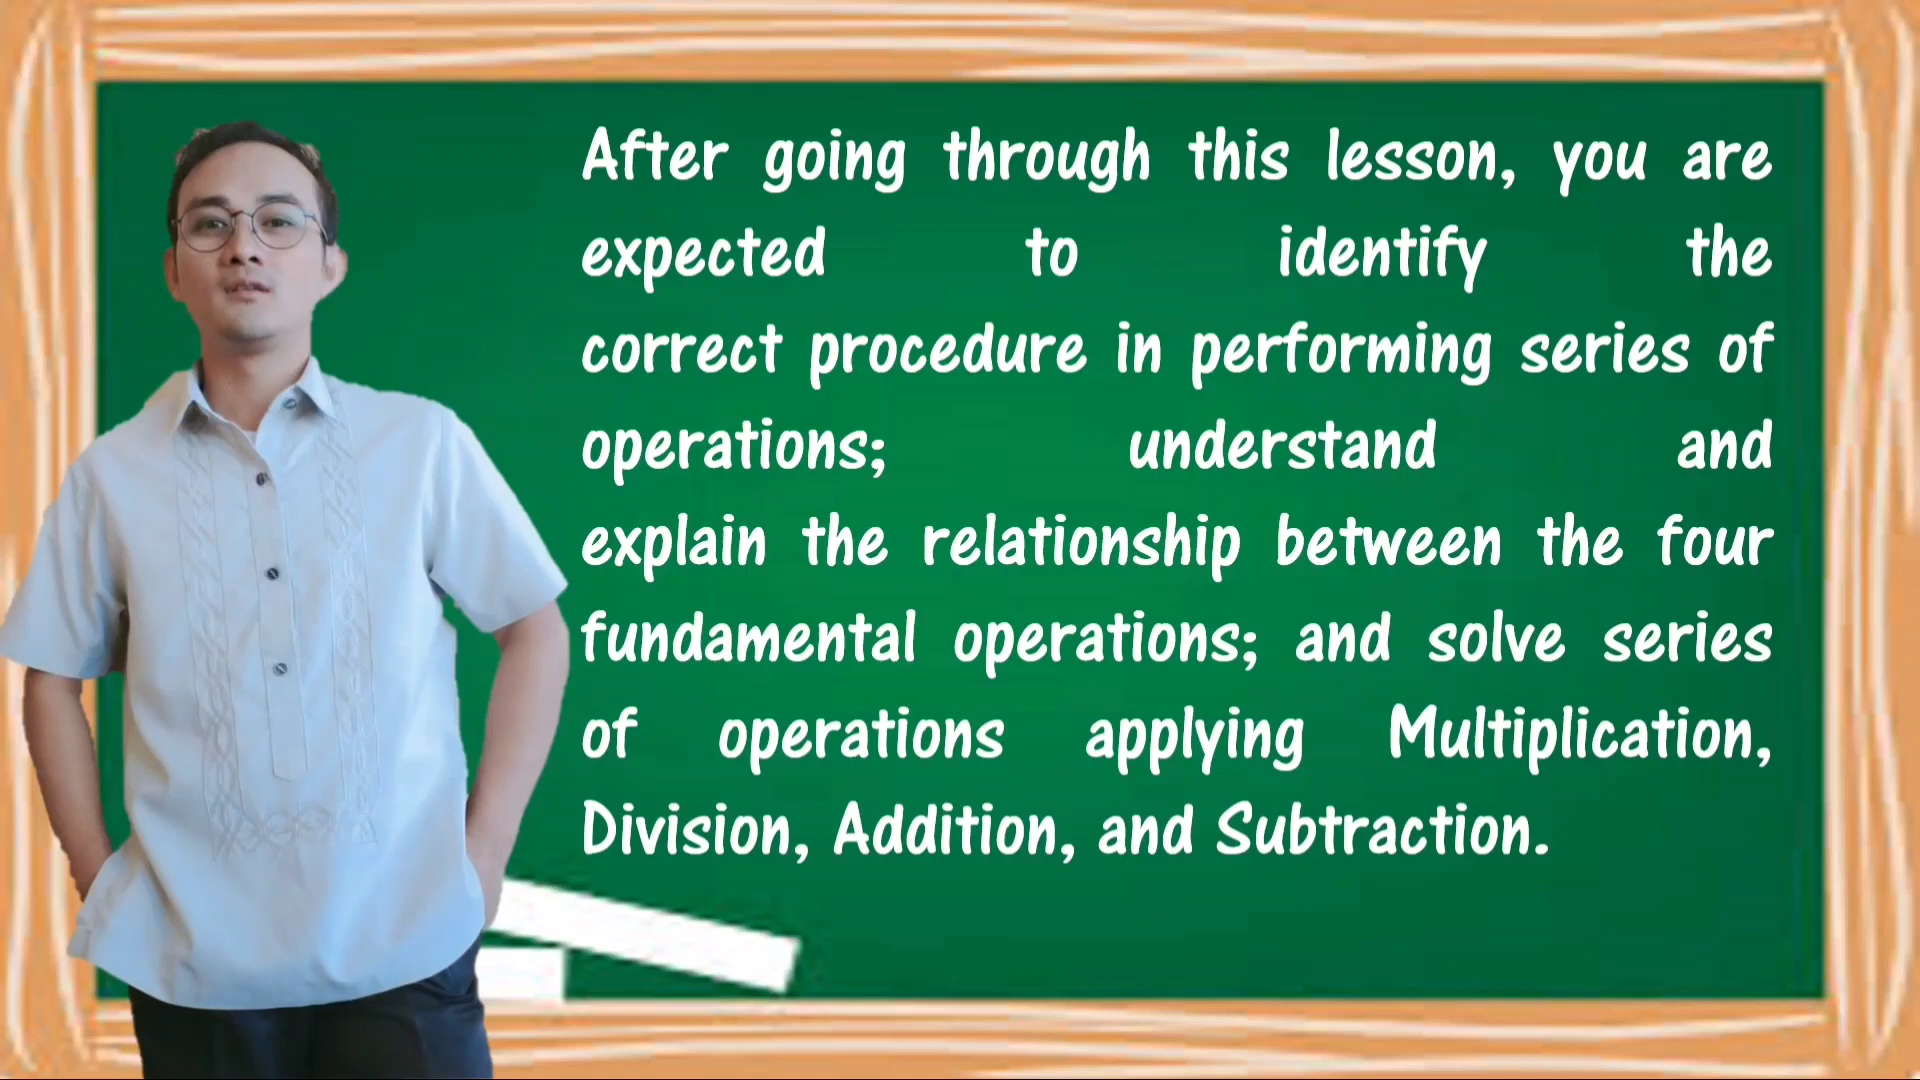 After going through this lesson, you are
expected to identify the
correct procedure in performing series of
operations; understand and
explain the relationship between the four
fundamental operations; and solve series
of operations applying Multiplication,
Division, Addition, and Subtraction.